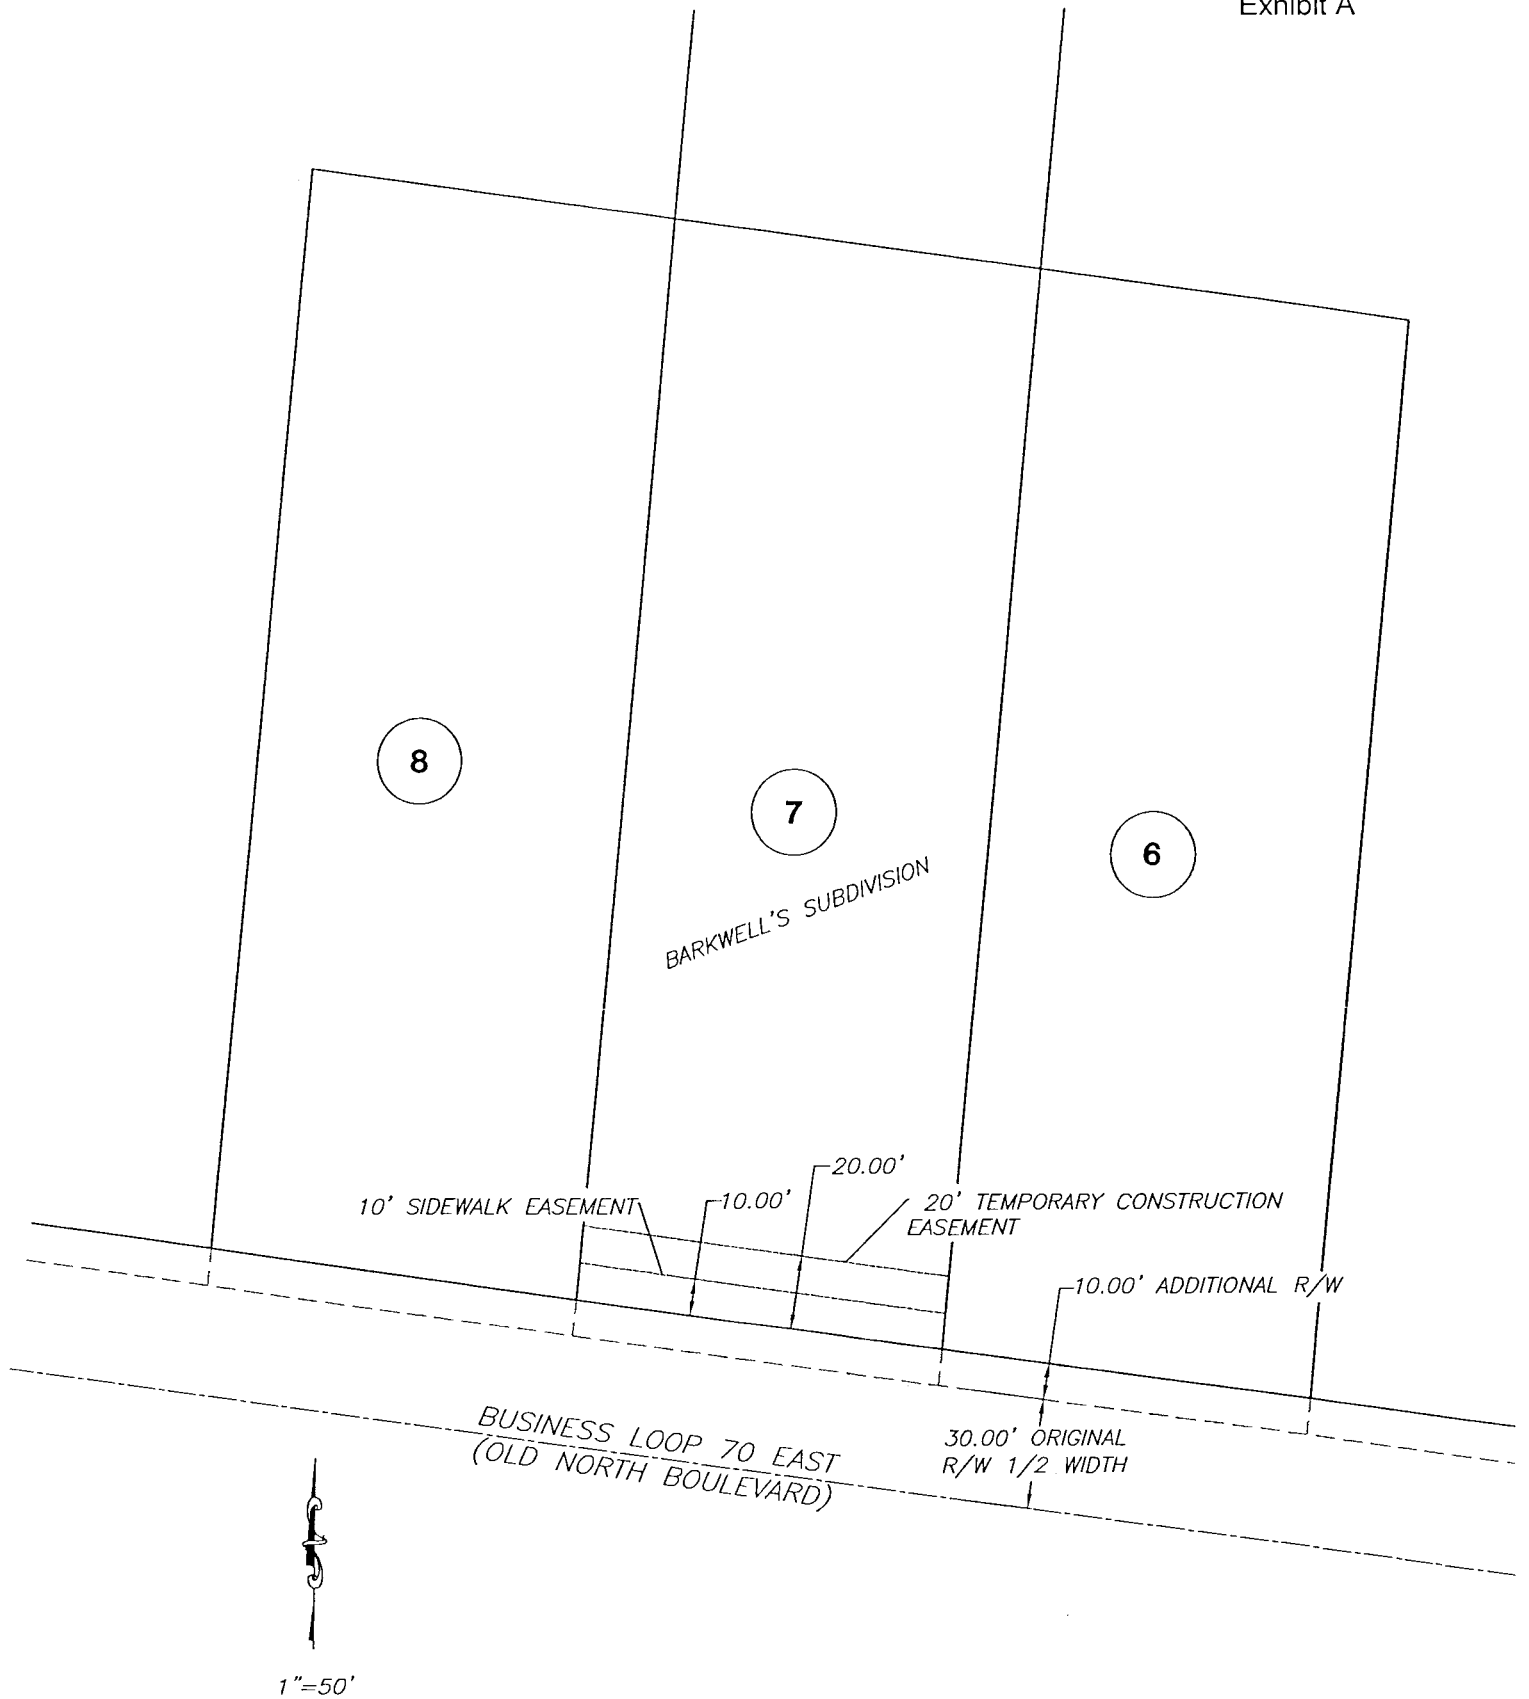 Exhibit A
8
7
6
BARKWELL'S SUBDIVISION
20.00'
10' SIDEWALK EASEMENT
10.00'
20' TEMPORARY CONSTRUCTION
EASEMENT
10.00' ADDITIONAL R/W
BUSINESS LOOP 70 EAST
(OLD NORTH BOULEVARD)
30.00' ORIGINAL
R/W 1/2 WIDTH
1"=50'